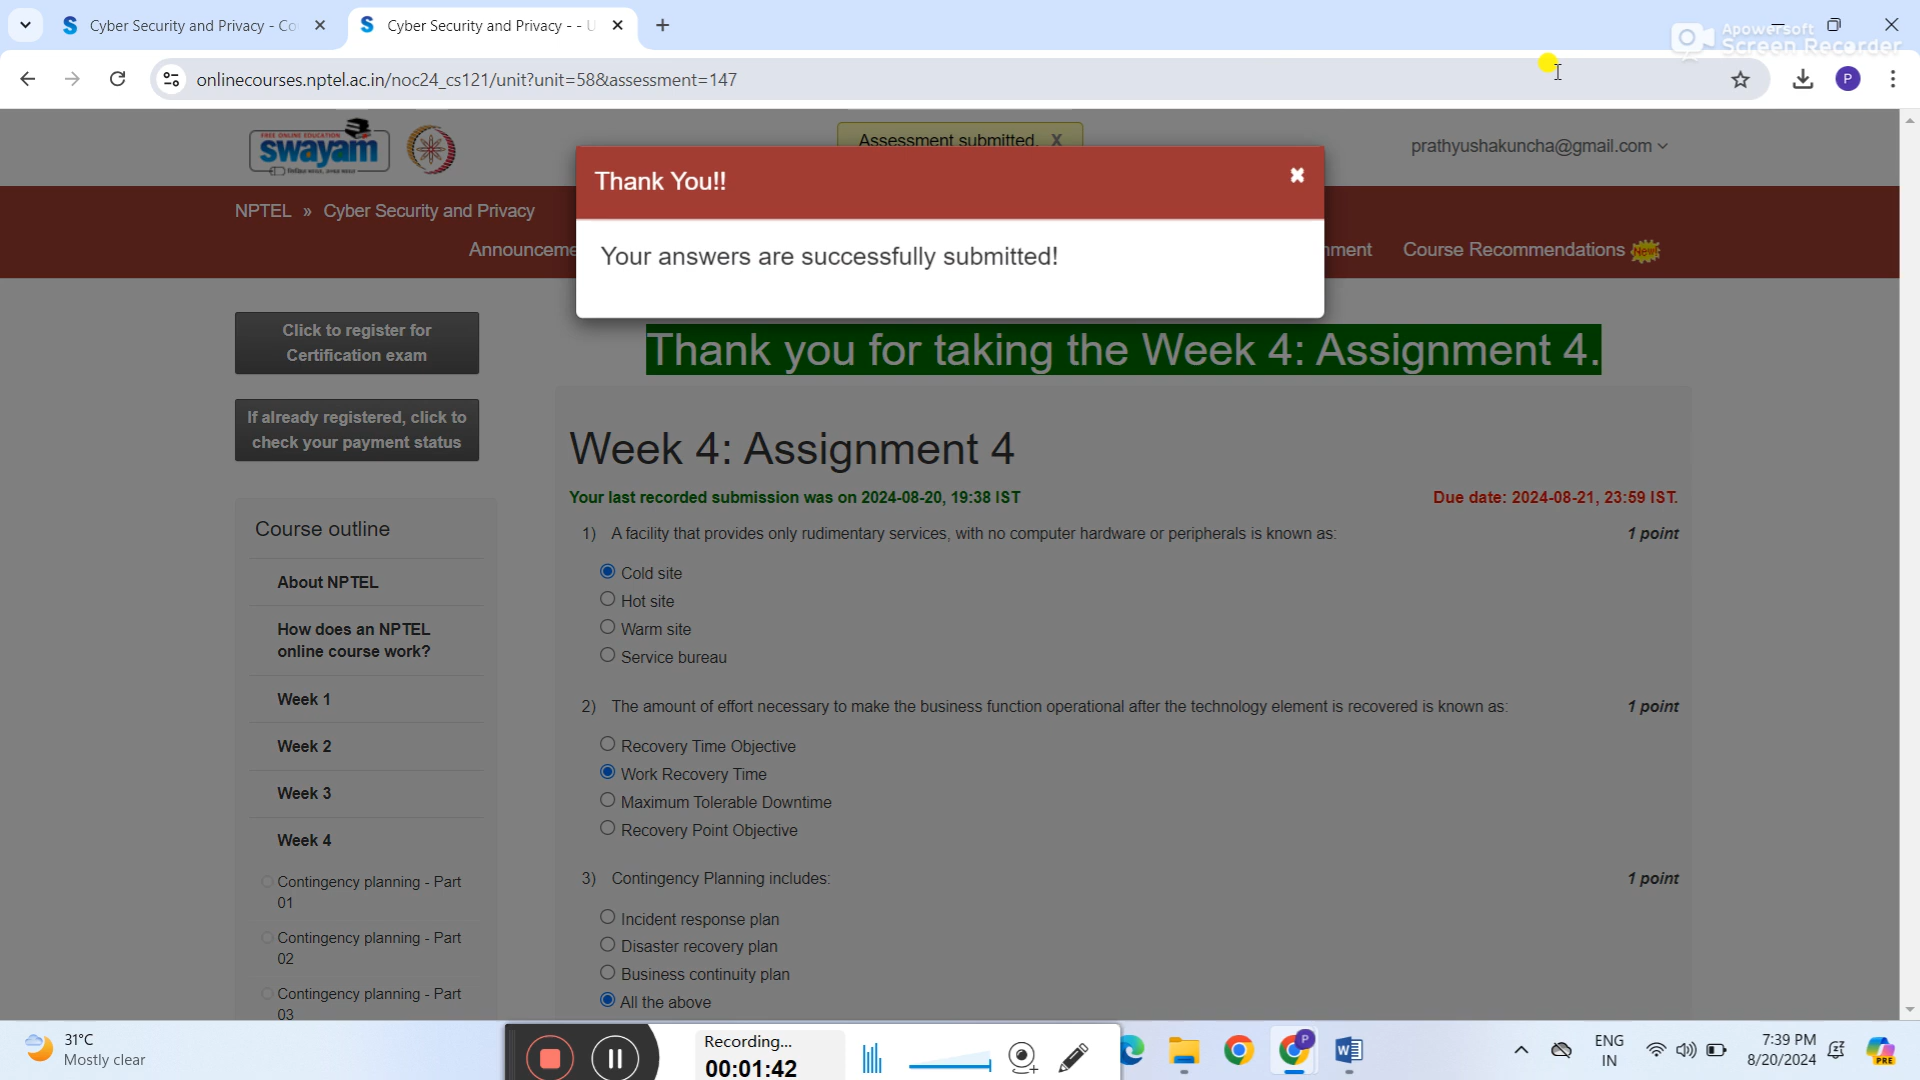 Cyber Security and Privacy - Co
Cyber Security and Privacy - - U
Apowersoft
Screen Recorder
onlinecourses.nptel.ac.in/noc24_cs121/unit?unit=58&assessment=147
P
FREE ONLINE EDUCATION
swayam
Assessment submitted. X
prathyushakuncha@gmail.com
Thank You!!
Your answers are successfully submitted!
NPTEL » Cyber Security and Privacy
Announceme
nment
Course Recommendations
Click to register for
Certification exam
If already registered, click to
check your payment status
Thank you for taking the Week 4: Assignment 4.
Course outline
About NPTEL
How does an NPTEL
online course work?
Week 1
Week 2
Week 3
Week 4
Contingency planning - Part
01
Contingency planning - Part
02
Contingency planning - Part
03
Week 4: Assignment 4
Your last recorded submission was on 2024-08-20, 19:38 IST
Due date: 2024-08-21, 23:59 IST.
1) A facility that provides only rudimentary services, with no computer hardware or peripherals is known as:
1 point
Cold site
Hot site
Warm site
Service bureau
2) The amount of effort necessary to make the business function operational after the technology element is recovered is known as:
1 point
Recovery Time Objective
Work Recovery Time
Maximum Tolerable Downtime
Recovery Point Objective
3) Contingency Planning includes:
1 point
Incident response plan
Disaster recovery plan
Business continuity plan
All the above
31°C
Mostly clear
Recording...
00:01:42
P
ENG
IN
7:39 PM
8/20/2024
PRE